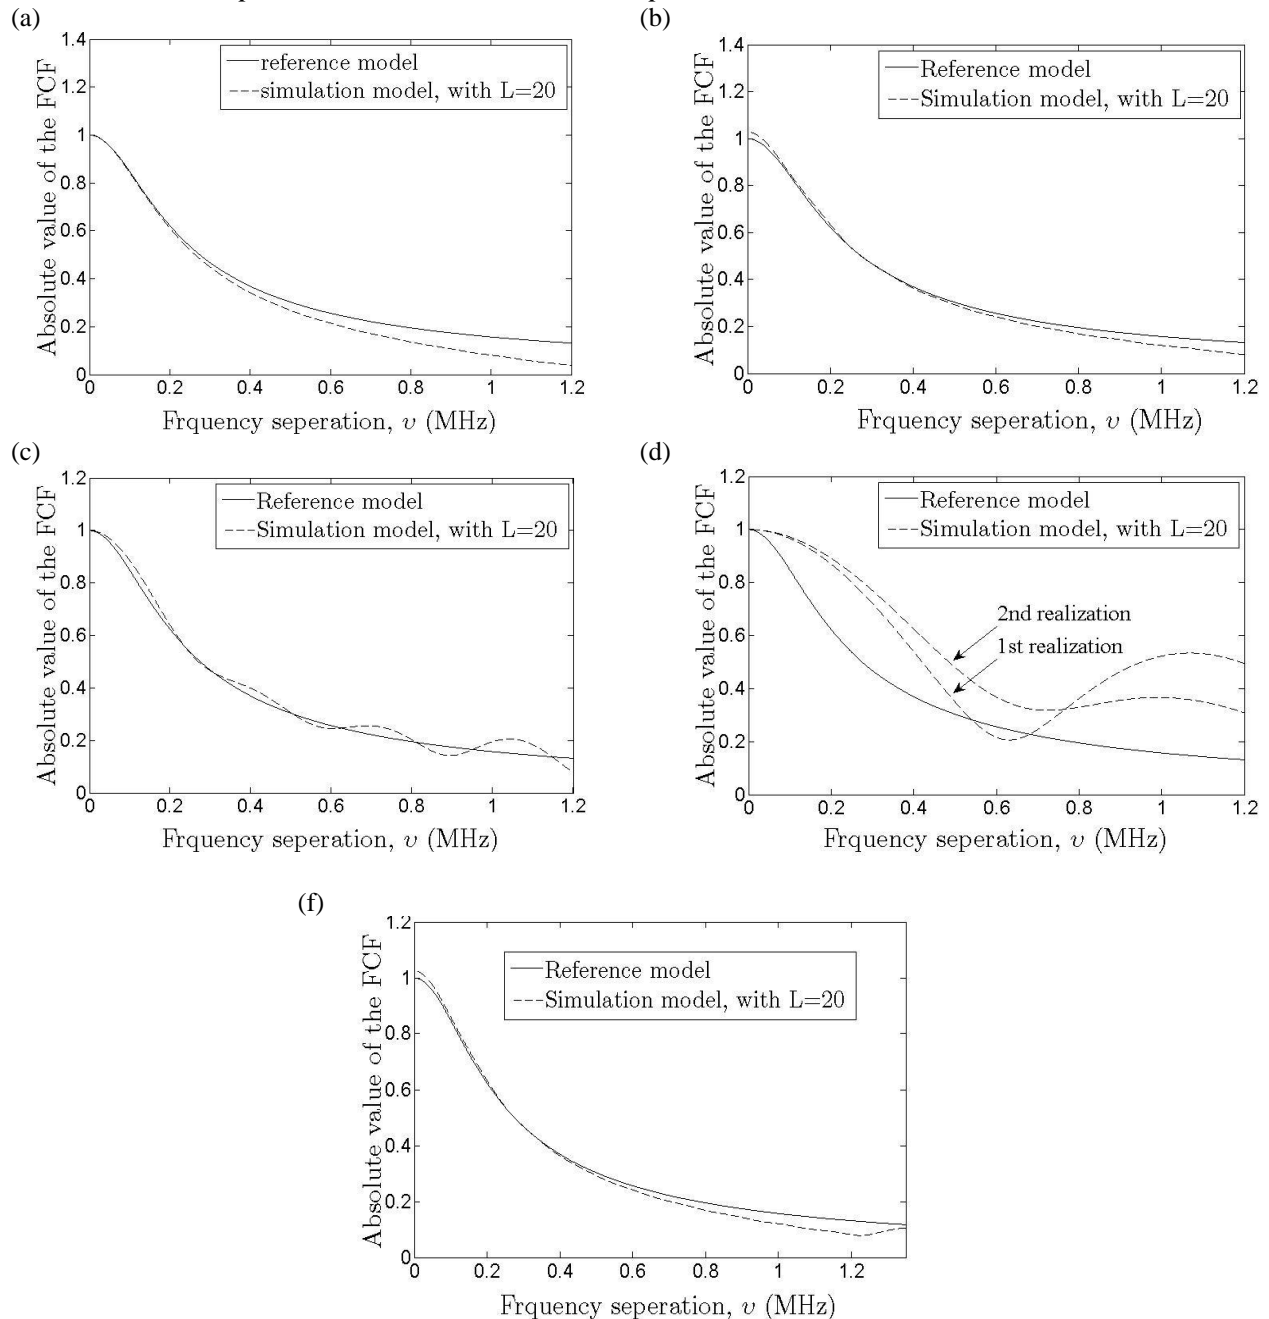 (a)
1.4
1.2
1
0.8
0.6
0.4
0.2
0
Absolute value of the FCF
reference model
simulation model, with L=20
0 0.2 0.4 0.6 0.8 1 1.2
Frquency seperation, υ (MHz)
(b)
1.4
1.2
1
0.8
0.6
0.4
0.2
0
Absolute value of the FCF
Reference model
Simulation model, with L=20
0 0.2 0.4 0.6 0.8 1 1.2
Frquency seperation, υ (MHz)
(c)
1.2
1
0.8
0.6
0.4
0.2
0
Absolute value of the FCF
Reference model
Simulation model, with L=20
0 0.2 0.4 0.6 0.8 1 1.2
Frquency seperation, υ (MHz)
(d)
1.2
1
0.8
0.6
0.4
0.2
0
Absolute value of the FCF
Reference model
Simulation model, with L=20
2nd realization
1st realization
0 0.2 0.4 0.6 0.8 1 1.2
Frquency seperation, υ (MHz)
(f)
1.2
1
0.8
0.6
0.4
0.2
0
Absolute value of the FCF
Reference model
Simulation model, with L=20
0 0.2 0.4 0.6 0.8 1 1.2
Frquency seperation, υ (MHz)